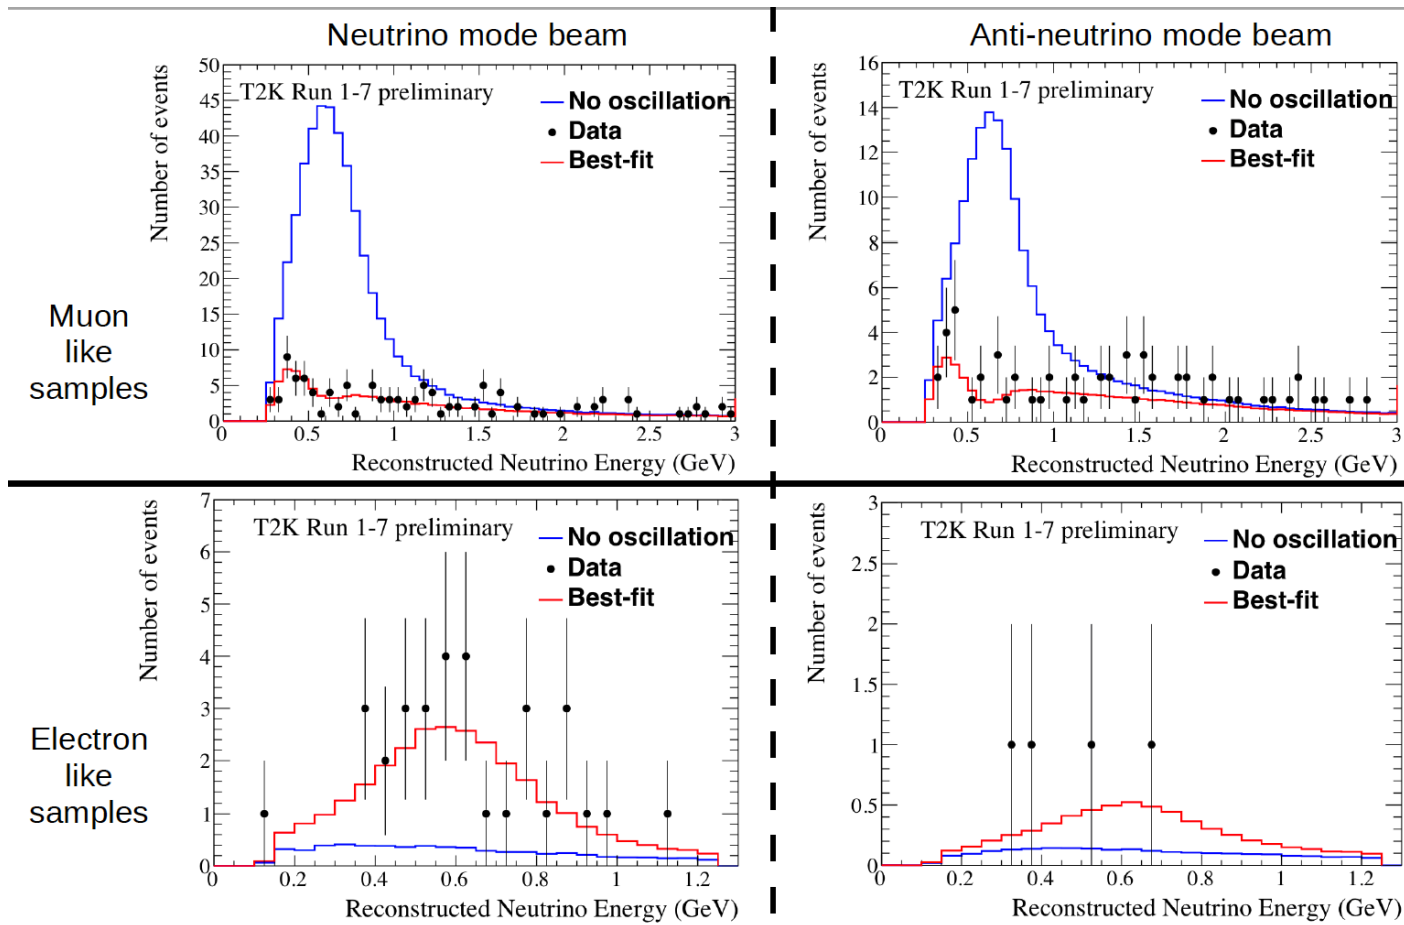 Neutrino mode beam
Anti-neutrino mode beam
Muon
like
samples
Number of events
T2K Run 1-7 preliminary
No oscillation
Data
Best-fit
50
45
40
35
30
25
20
15
10
5
0
0 0.5 1 1.5 2 2.5 3
Reconstructed Neutrino Energy (GeV)
Number of events
T2K Run 1-7 preliminary
No oscillation
Data
Best-fit
16
14
12
10
8
6
4
2
0
0 0.5 1 1.5 2 2.5 3
Reconstructed Neutrino Energy (GeV)
Electron
like
samples
Number of events
T2K Run 1-7 preliminary
No oscillation
Data
Best-fit
7
6
5
4
3
2
1
0
0 0.2 0.4 0.6 0.8 1 1.2
Reconstructed Neutrino Energy (GeV)
Number of events
T2K Run 1-7 preliminary
No oscillation
Data
Best-fit
3
2.5
2
1.5
1
0.5
0
0 0.2 0.4 0.6 0.8 1 1.2
Reconstructed Neutrino Energy (GeV)